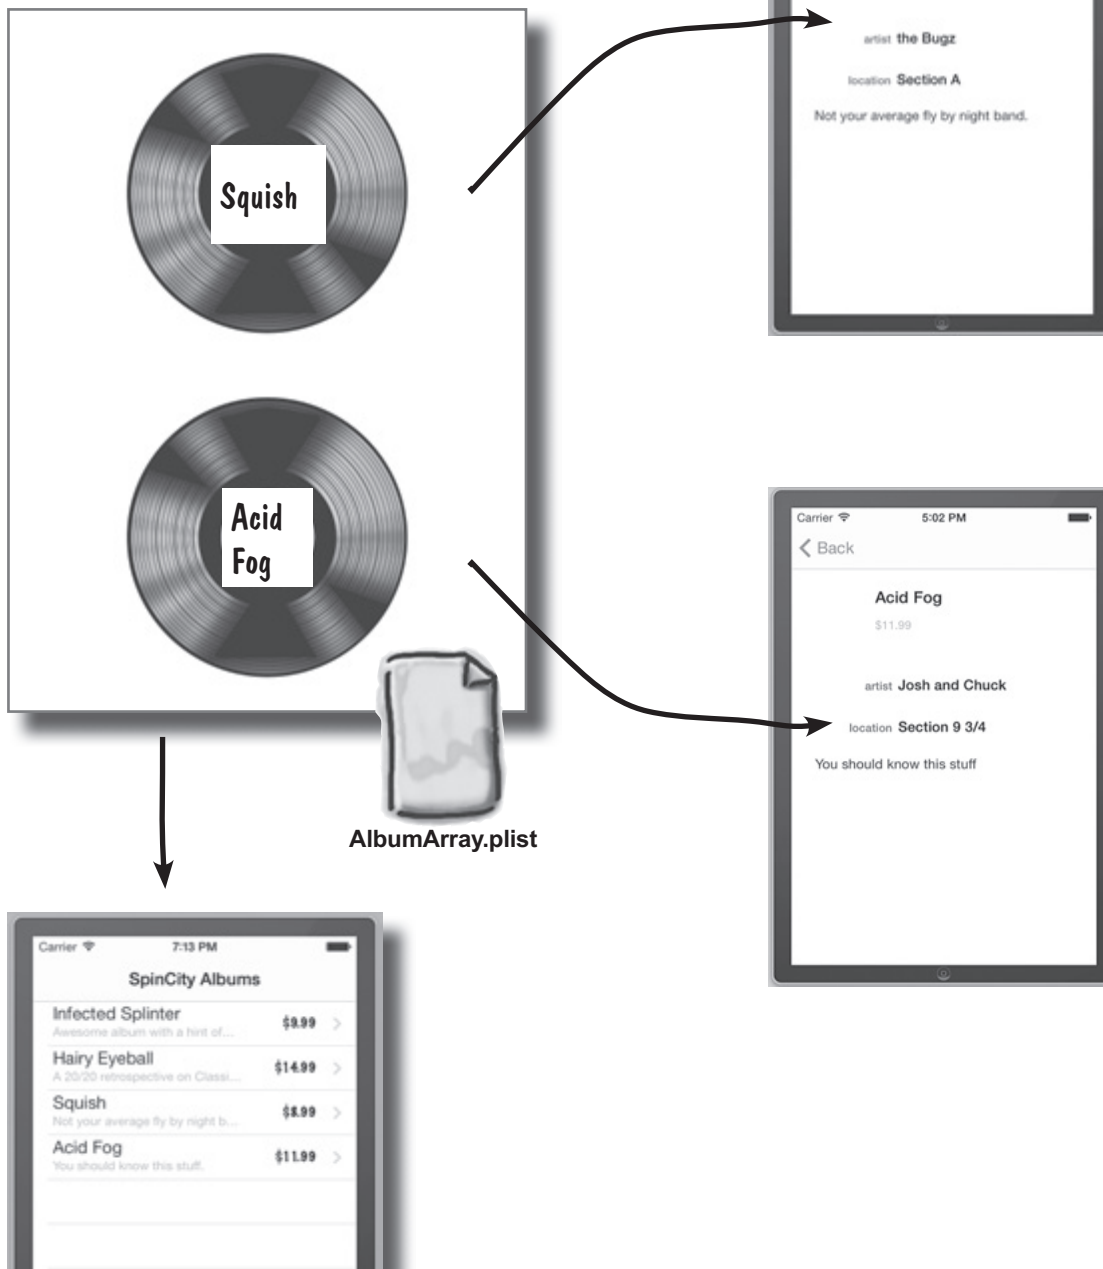 artist the Bugz
location Section A
Not your average fly by night band.
Squish
Acid
Fog
Carrier 5:02 PM
Back
Acid Fog
$11.99
artist Josh and Chuck
location Section 9 3/4
You should know this stuff
AlbumArray.plist
Carrier 7:13 PM
SpinCity Albums
Infected Splinter
Awesome album with a hint of...
$9.99
Hairy Eyeball
A 20/20 retrospective on Classi...
$14.99
Squish
Not your average fly by night b...
$8.99
Acid Fog
You should know this stuff.
$11.99